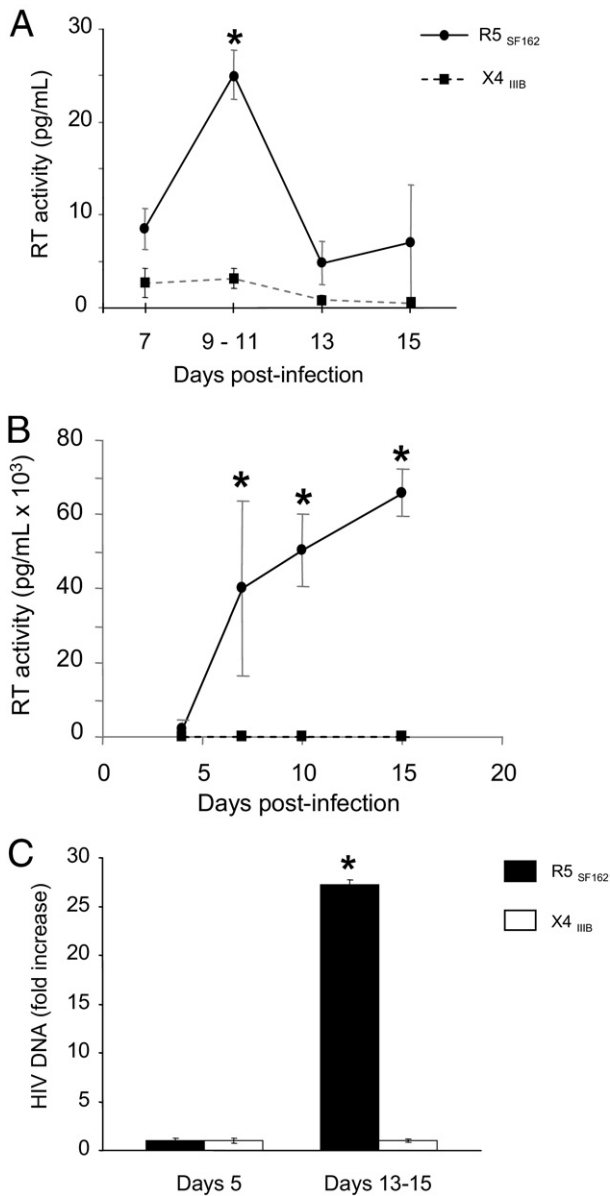 A
RT activity (pg/mL)
30
20
10
0
*
R5 SF162
X4 IIIB
7 9 - 11 13 15
Days post-infection
B
RT activity (pg/mL x 10³)
80
60
40
20
0
* * *
0 5 10 15 20
Days post-infection
C
HIV DNA (fold increase)
30
25
20
15
10
5
0
*
R5 SF162
X4 IIIB
Days 5 Days 13-15